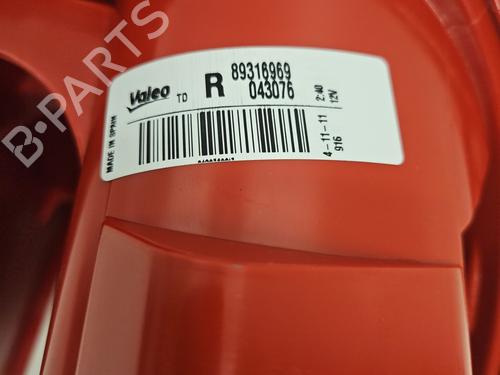 B-PARTS
Valeo TD R 89316969
043076
2:40
12V
4-11-11
916
MADE IN SPAIN